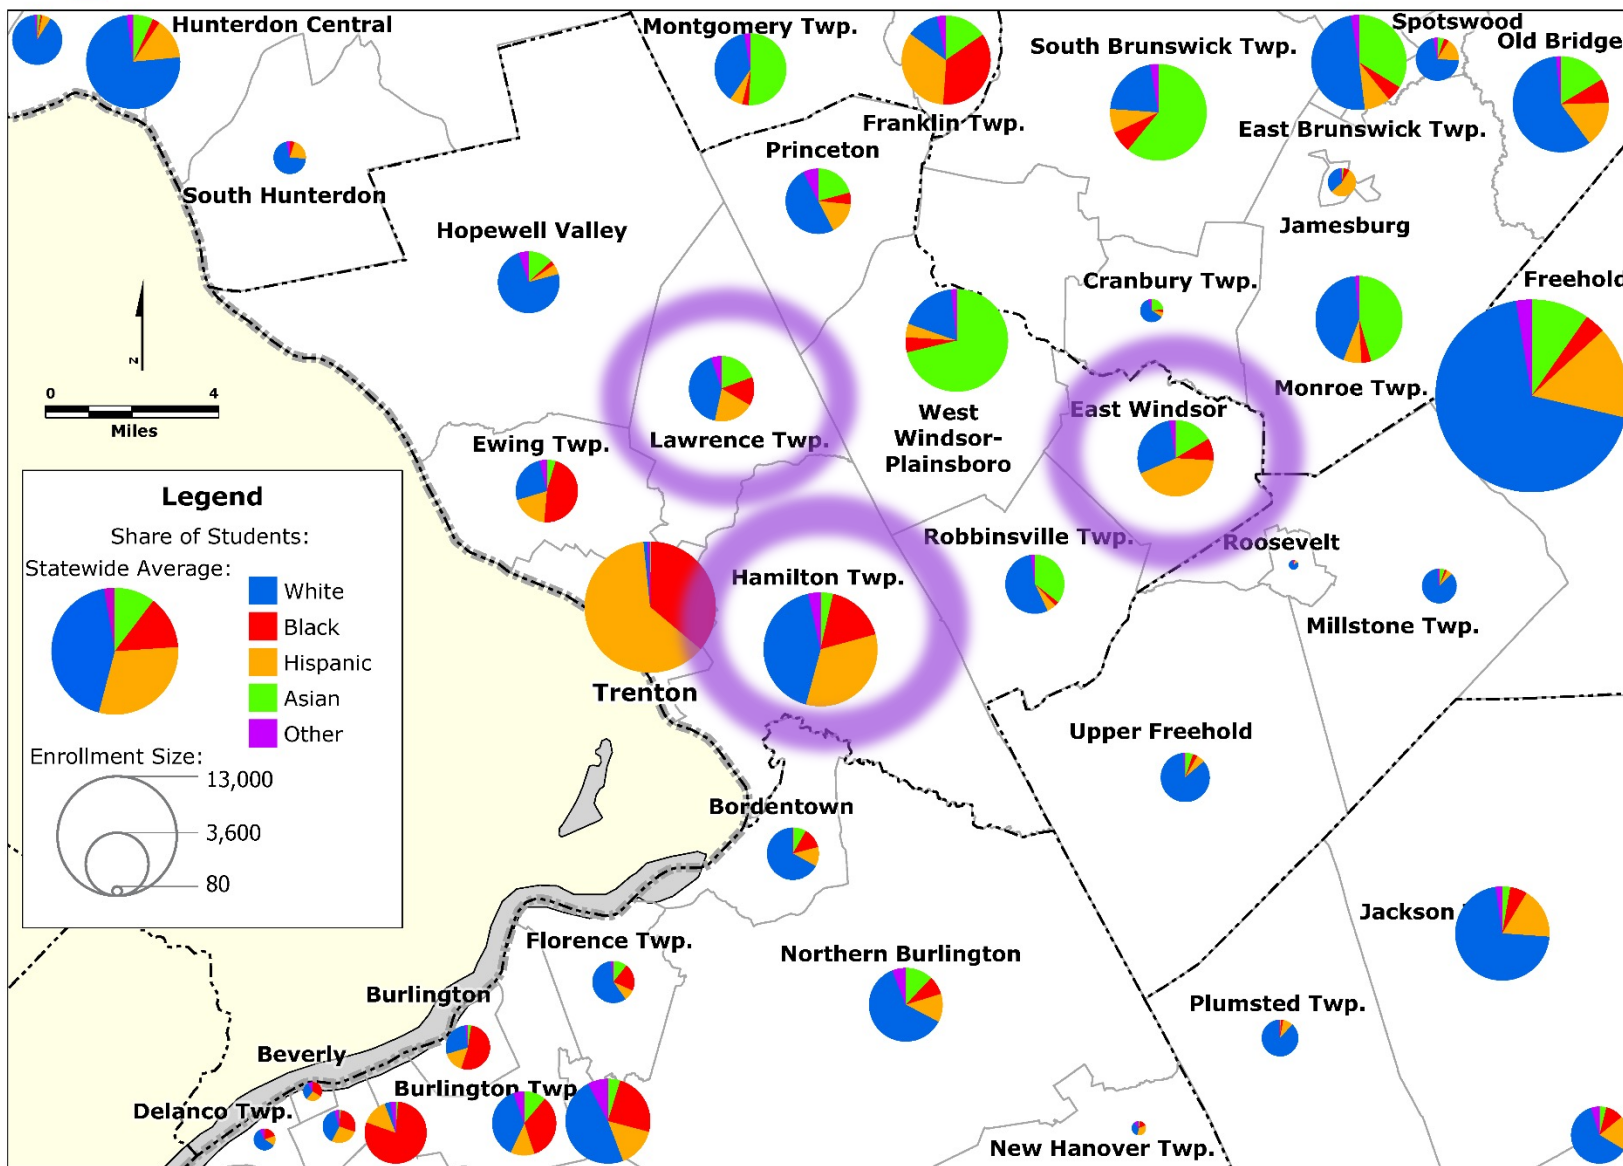 Hunterdon Central
Montgomery Twp.
South Brunswick Twp.
Spotswood
Old Bridge
Franklin Twp.
East Brunswick Twp.
Princeton
South Hunterdon
Jamesburg
Hopewell Valley
Cranbury Twp.
Freehold
z
0 4
Miles
Monroe Twp.
East Windsor
West
Windsor-
Plainsboro
Lawrence Twp.
Ewing Twp.
Legend
Share of Students:
Statewide Average:
White
Black
Hispanic
Asian
Other
Enrollment Size:
13,000
3,600
80
Robbinsville Twp.
Roosevelt
Hamilton Twp.
Millstone Twp.
Trenton
Upper Freehold
Bordentown
Jackson
Florence Twp.
Northern Burlington
Burlington
Plumsted Twp.
Beverly
Burlington Twp
Delanco Twp.
New Hanover Twp.